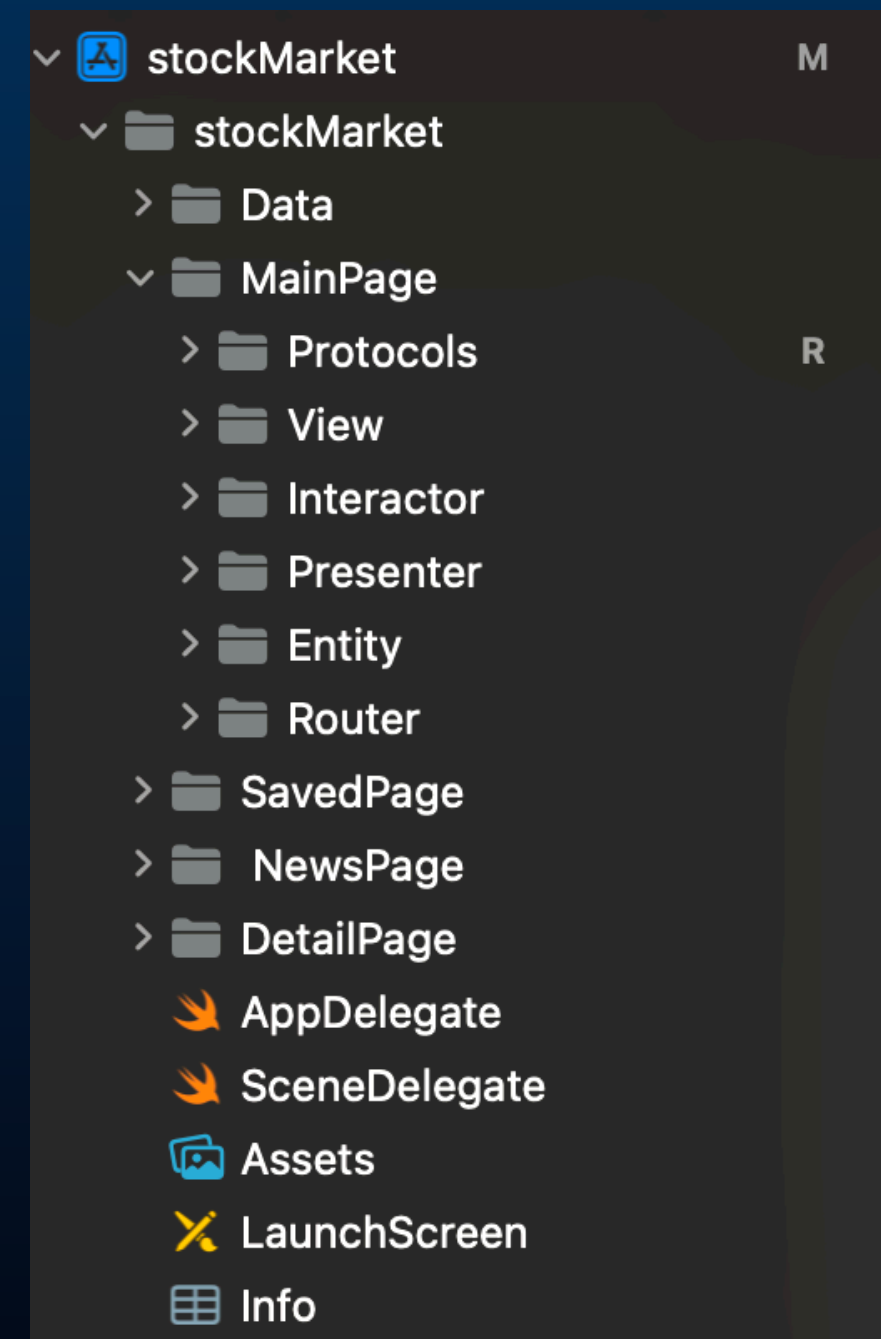 stockMarket M
stockMarket
Data
MainPage
Protocols R
View
Interactor
Presenter
Entity
Router
SavedPage
NewsPage
DetailPage
AppDelegate
SceneDelegate
Assets
LaunchScreen
Info